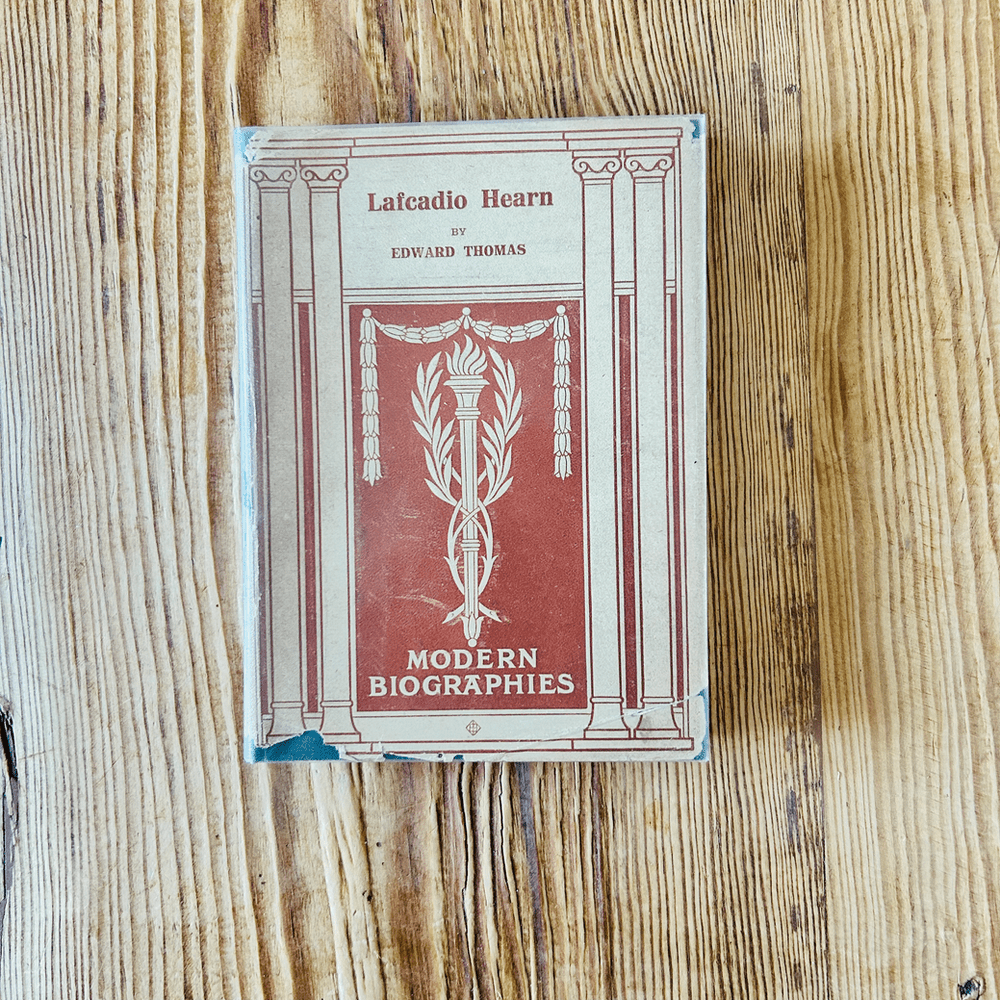 Lafcadio Hearn
BY
EDWARD THOMAS
MODERN
BIOGRAPHIES